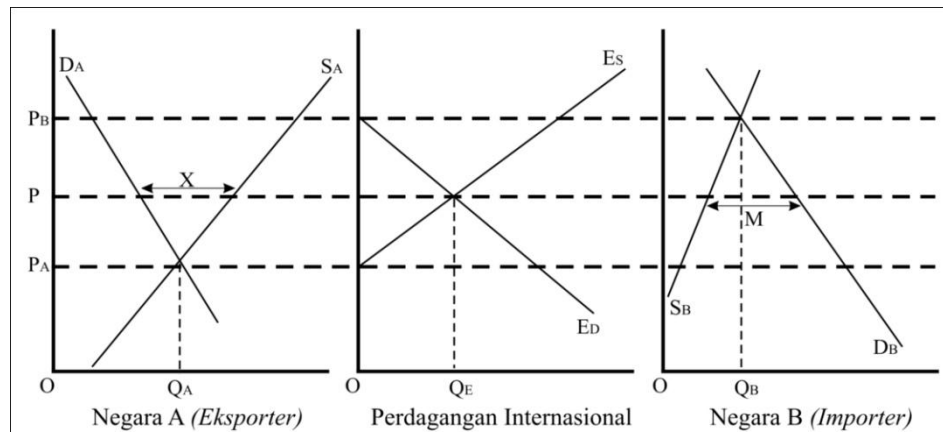 DA SA ES
PB
X
P
M
PA
SB
ED
DB
O QA O QE O QB
Negara A (Eksporter) Perdagangan Internasional Negara B (Importer)